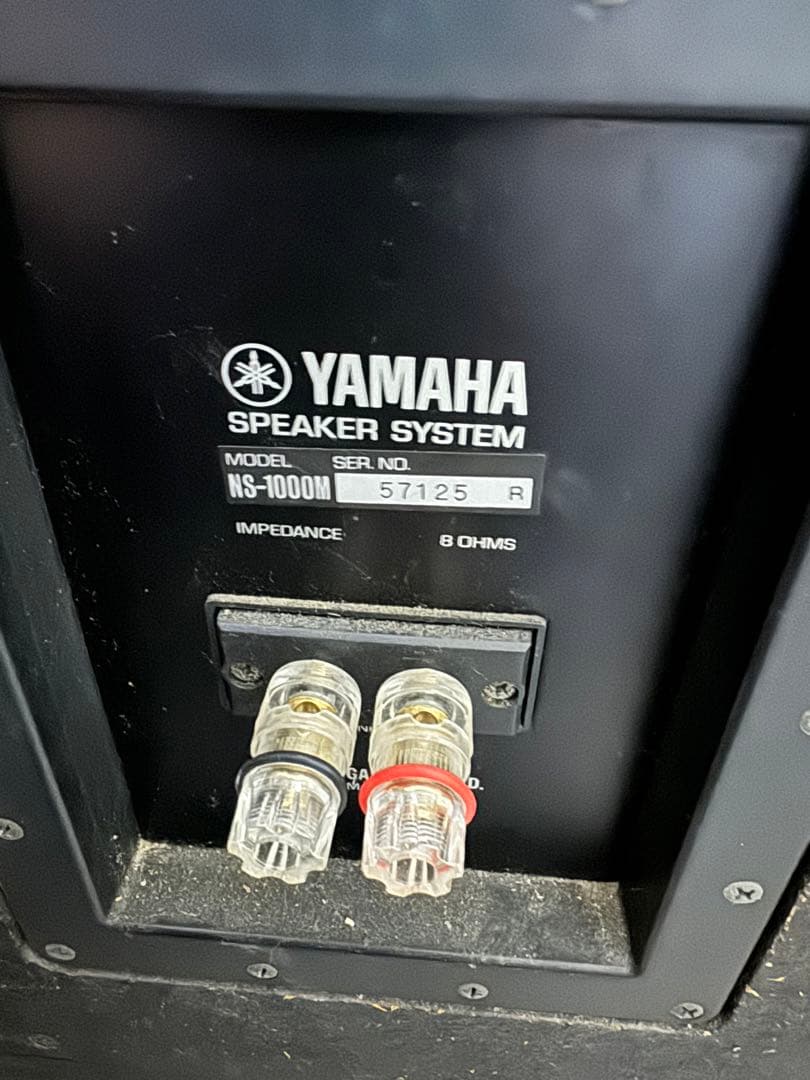 YAMAHA
SPEAKER SYSTEM
MODEL SER. NO.
NS-1000M 57125 R
IMPEDANCE 8 OHMS